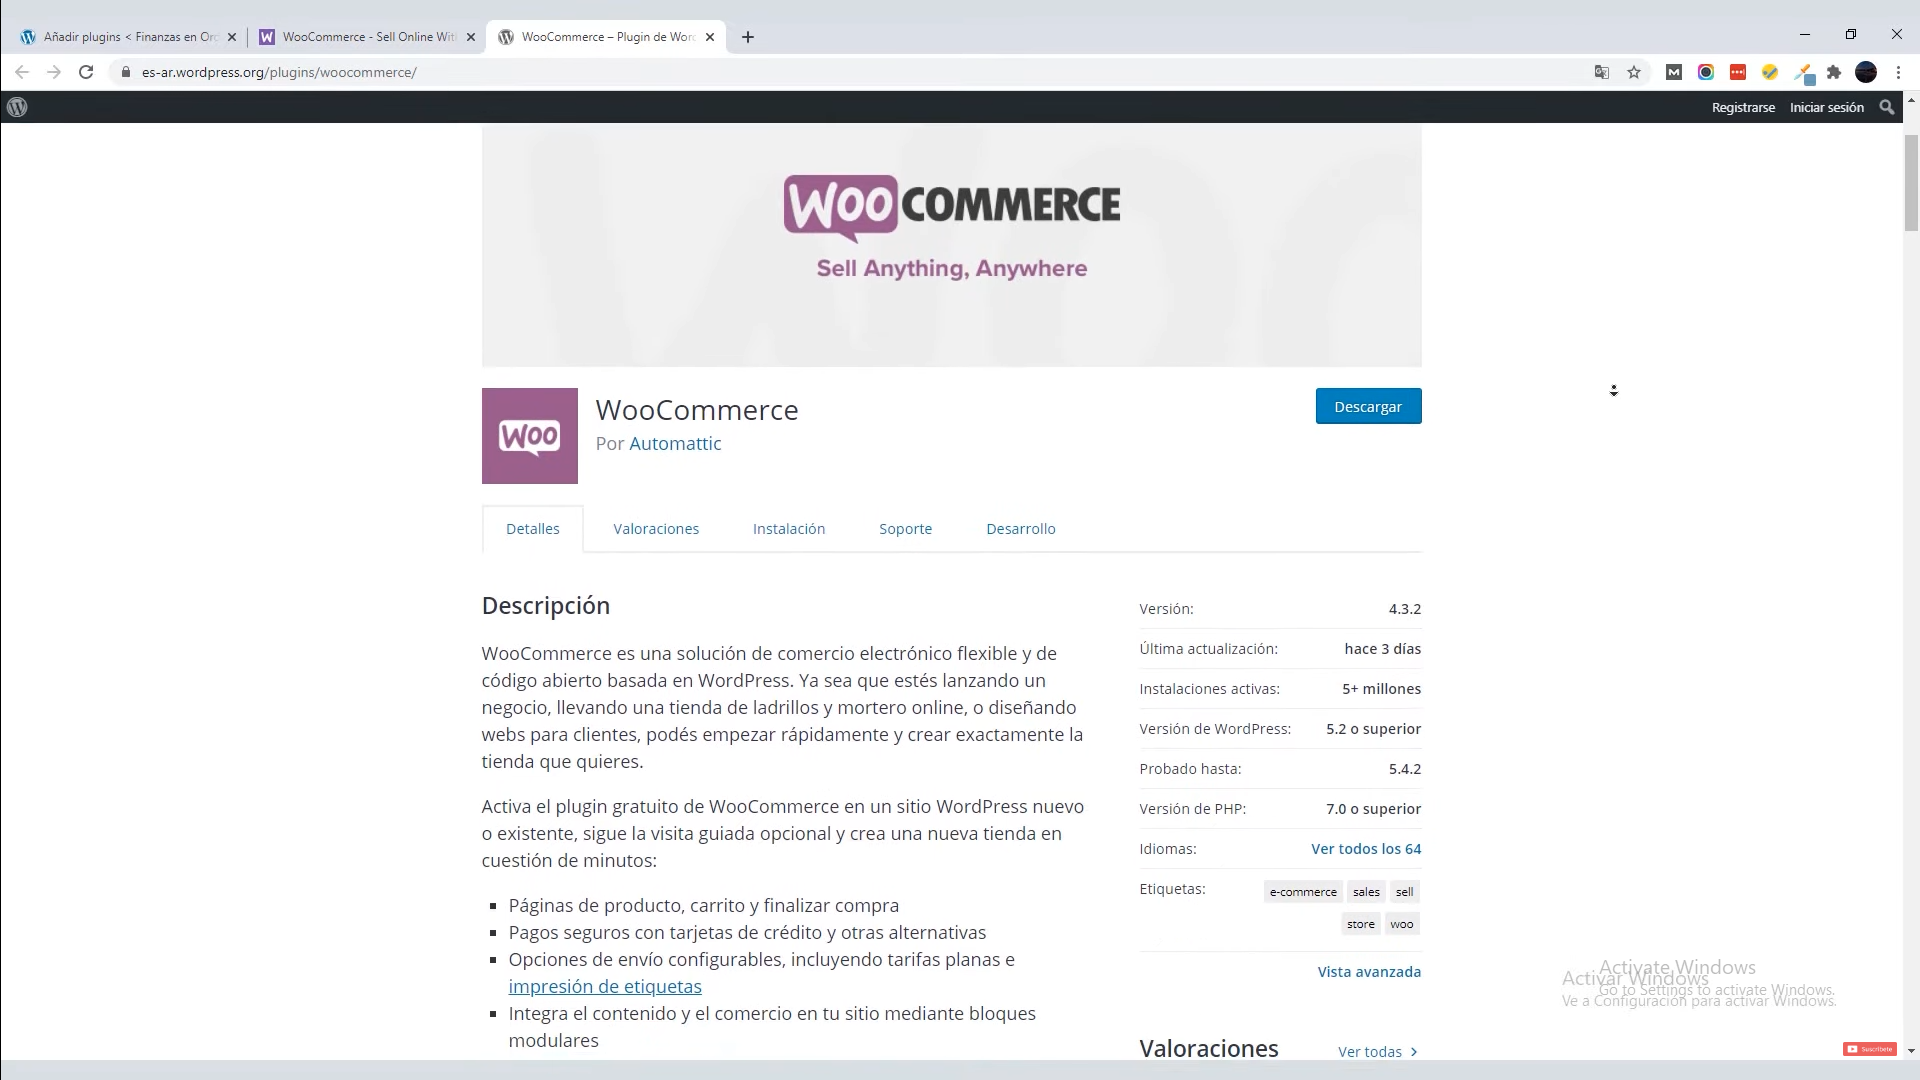 Añadir plugins < Finanzas en Orc
WooCommerce - Sell Online Wit
WooCommerce – Plugin de Worc
es-ar.wordpress.org/plugins/woocommerce/
Registrarse Iniciar sesión
WOOCOMMERCE
Sell Anything, Anywhere
WOO
WooCommerce
Descargar
Por Automattic
Detalles Valoraciones Instalación Soporte Desarrollo
Descripción
WooCommerce es una solución de comercio electrónico flexible y de
código abierto basada en WordPress. Ya sea que estés lanzando un
negocio, llevando una tienda de ladrillos y mortero online, o diseñando
webs para clientes, podés empezar rápidamente y crear exactamente la
tienda que quieres.
Activa el plugin gratuito de WooCommerce en un sitio WordPress nuevo
o existente, sigue la visita guiada opcional y crea una nueva tienda en
cuestión de minutos:
Páginas de producto, carrito y finalizar compra
Pagos seguros con tarjetas de crédito y otras alternativas
Opciones de envío configurables, incluyendo tarifas planas e
impresión de etiquetas
Integra el contenido y el comercio en tu sitio mediante bloques
modulares
Versión: 4.3.2
Última actualización: hace 3 días
Instalaciones activas: 5+ millones
Versión de WordPress: 5.2 o superior
Probado hasta: 5.4.2
Versión de PHP: 7.0 o superior
Idiomas: Ver todos los 64
Etiquetas: e-commerce sales sell
store woo
Vista avanzada
Valoraciones Ver todas
Activate Windows
Activar Windows
Go to Settings to activate Windows.
Ve a Configuración para activar Windows.
Suscríbete